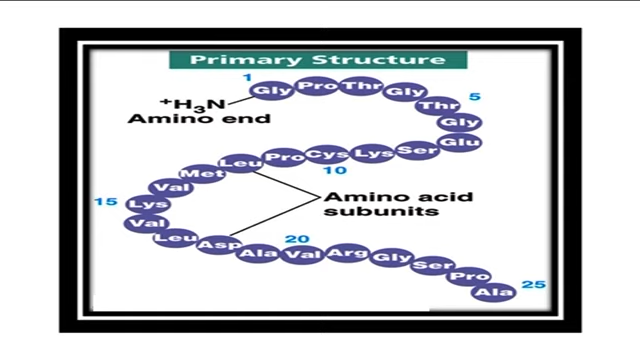 Primary Structure
1
Gly Pro Thr Gly Thr 5
+H3N
Amino end
Gly
Glu
Leu Pro Cys Lys Ser
10
Met
Val
15 Lys
Amino acid
subunits
Val
Leu Asp Ala Val Arg Gly Ser Pro Ala
20
25